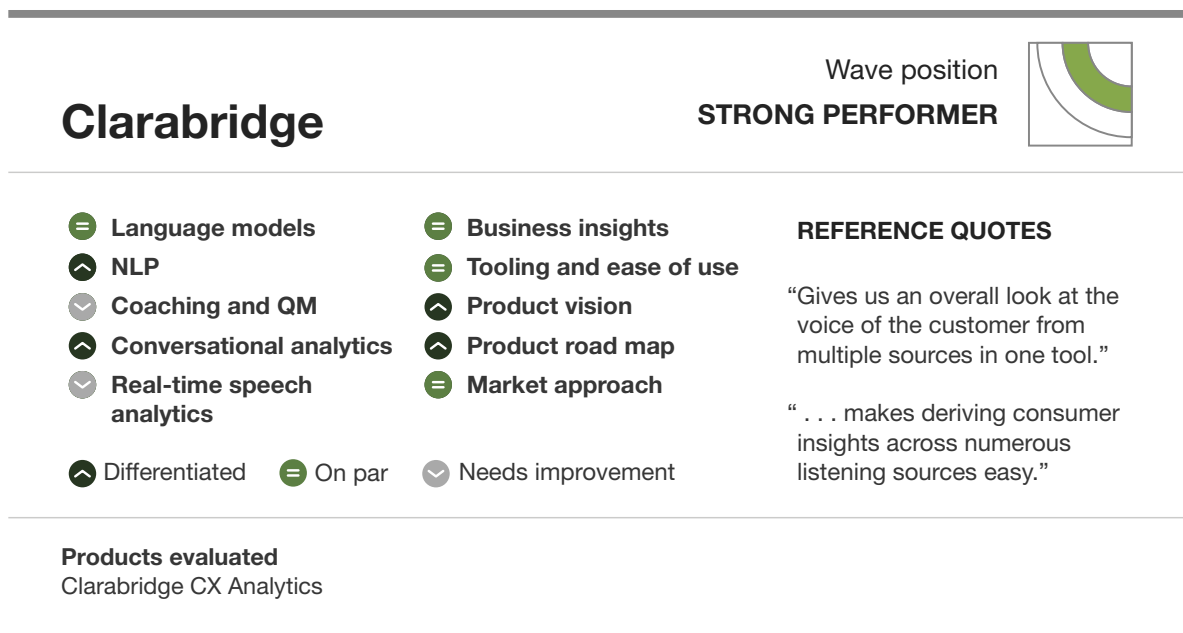 Clarabridge
Wave position
STRONG PERFORMER
Language models
NLP
Coaching and QM
Conversational analytics
Real-time speech
analytics
Business insights
Tooling and ease of use
Product vision
Product road map
Market approach
Differentiated
On par
Needs improvement
REFERENCE QUOTES
“Gives us an overall look at the
voice of the customer from
multiple sources in one tool.”
“ . . . makes deriving consumer
insights across numerous
listening sources easy.”
Products evaluated
Clarabridge CX Analytics